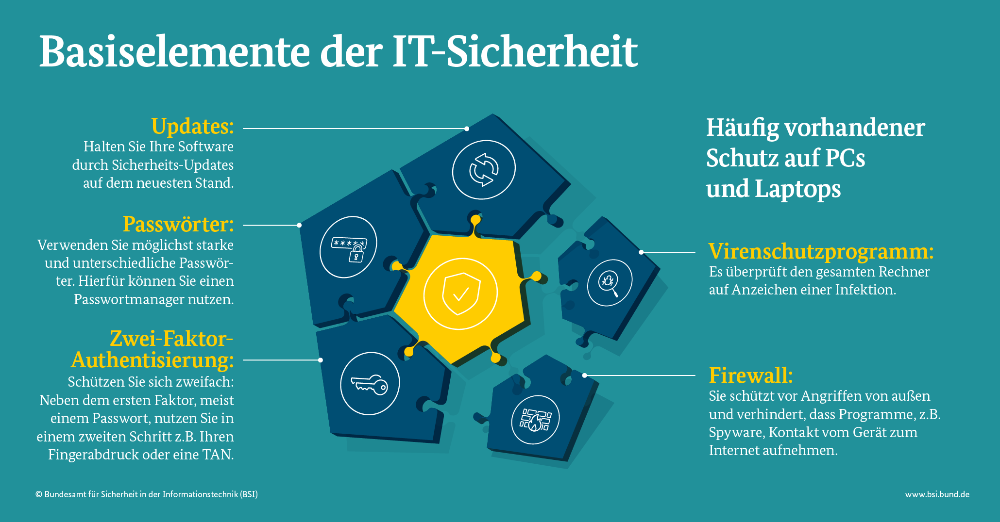 Basiselemente der IT-Sicherheit
Updates:
Halten Sie Ihre Software
durch Sicherheits-Updates
auf dem neuesten Stand.
Passwörter:
Verwenden Sie möglichst starke
und unterschiedliche Passwör-
ter. Hierfür können Sie einen
Passwortmanager nutzen.
Zwei-Faktor-
Authentisierung:
Schützen Sie sich zweifach:
Neben dem ersten Faktor, meist
einem Passwort, nutzen Sie in
einem zweiten Schritt z.B. Ihren
Fingerabdruck oder eine TAN.
*****
Häufig vorhandener
Schutz auf PCs
und Laptops
Virenschutzprogramm:
Es überprüft den gesamten Rechner
auf Anzeichen einer Infektion.
Firewall:
Sie schützt vor Angriffen von außen
und verhindert, dass Programme, z.B.
Spyware, Kontakt vom Gerät zum
Internet aufnehmen.
© Bundesamt für Sicherheit in der Informationstechnik (BSI)
www.bsi.bund.de